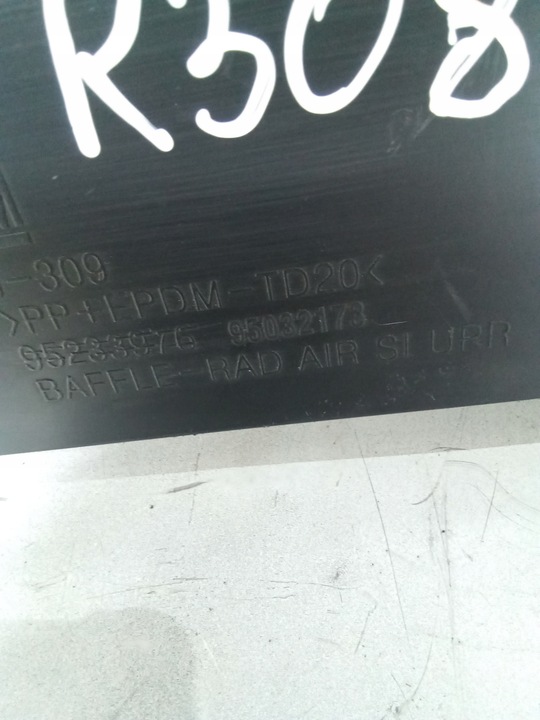 R308
-309
>PP+EPDM-TD20<
95233976 95032173
BAFFLE-RAD AIR SI UPR